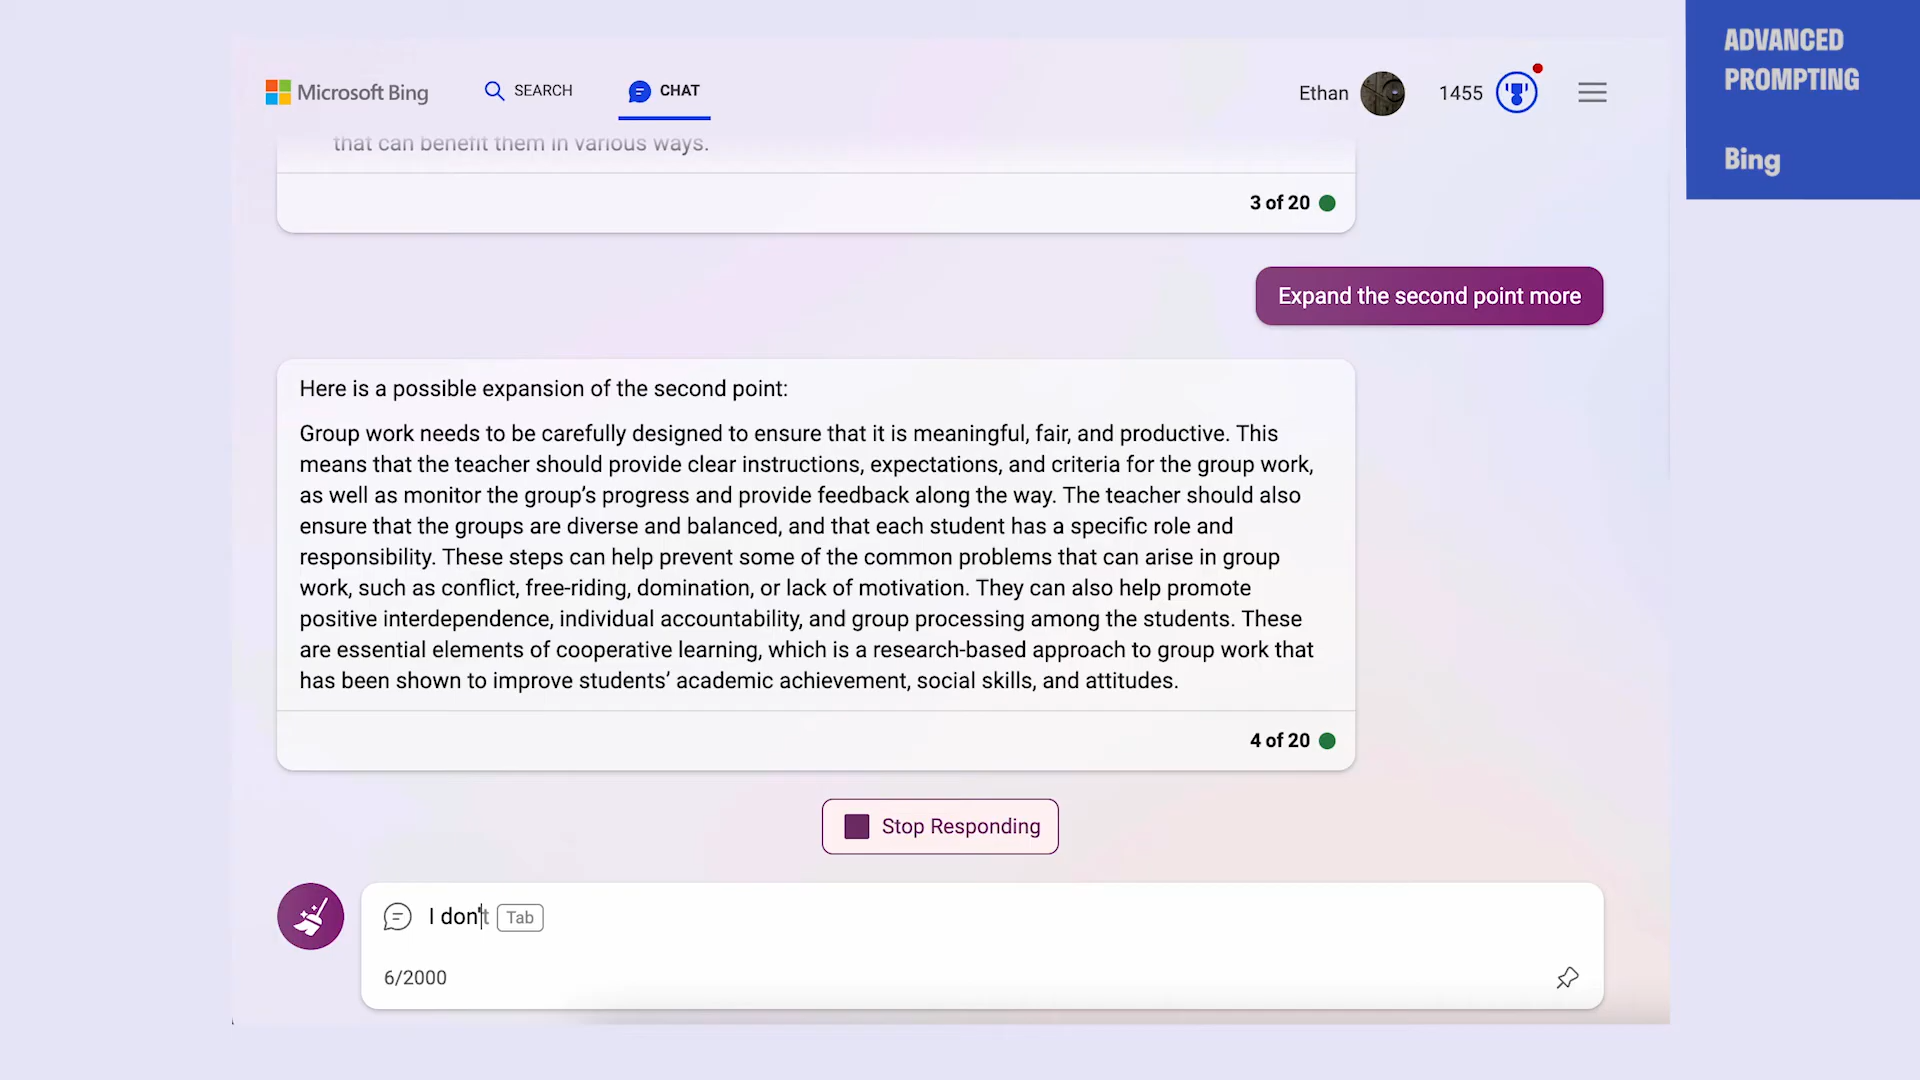 ADVANCED
PROMPTING
Bing
Microsoft Bing
SEARCH
CHAT
Ethan
1455
that can benefit them in various ways.
3 of 20
Expand the second point more
Here is a possible expansion of the second point:
Group work needs to be carefully designed to ensure that it is meaningful, fair, and productive. This
means that the teacher should provide clear instructions, expectations, and criteria for the group work,
as well as monitor the group’s progress and provide feedback along the way. The teacher should also
ensure that the groups are diverse and balanced, and that each student has a specific role and
responsibility. These steps can help prevent some of the common problems that can arise in group
work, such as conflict, free-riding, domination, or lack of motivation. They can also help promote
positive interdependence, individual accountability, and group processing among the students. These
are essential elements of cooperative learning, which is a research-based approach to group work that
has been shown to improve students’ academic achievement, social skills, and attitudes.
4 of 20
Stop Responding
I don't Tab
6/2000